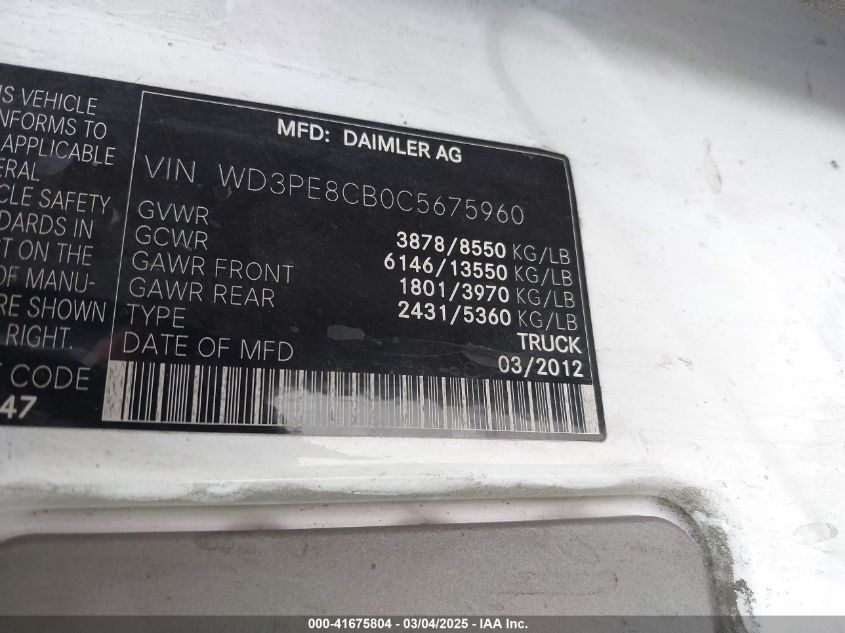 S VEHICLE
NFORMS TO
APPLICABLE
ERAL
CLE SAFETY
NDARDS IN
CT ON THE
OF MANU-
RE SHOWN
RIGHT.
CODE
47
MFD: DAIMLER AG
VIN WD3PE8CB0C5675960
GVWR 3878/8550 KG/LB
GCWR 6146/13550 KG/LB
GAWR FRONT 1801/3970 KG/LB
GAWR REAR 2431/5360 KG/LB
TYPE TRUCK
DATE OF MFD 03/2012
000-41675804 - 03/04/2025 - IAA Inc.